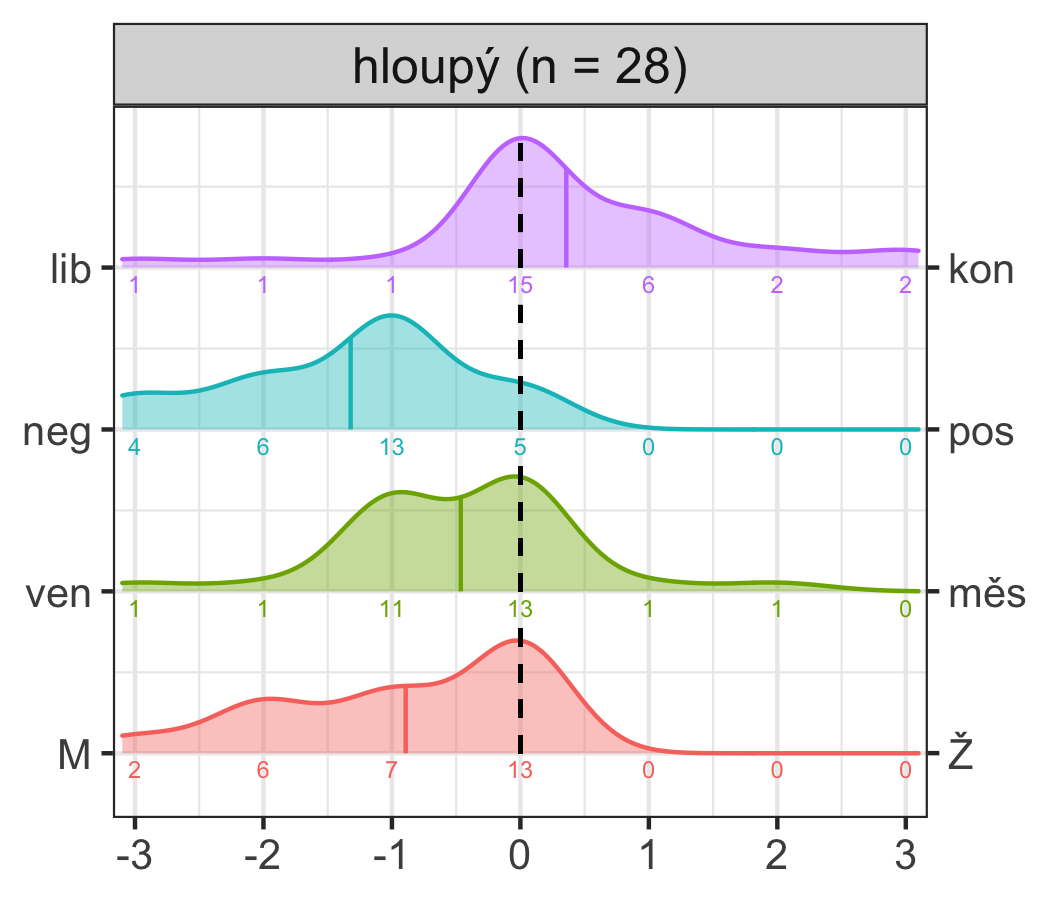 hloupý (n = 28)
lib kon
1 1 1 15 6 2 2
neg pos
4 6 13 5 0 0 0
ven měs
1 1 11 13 1 1 0
M Ž
2 6 7 13 0 0 0
-3 -2 -1 0 1 2 3